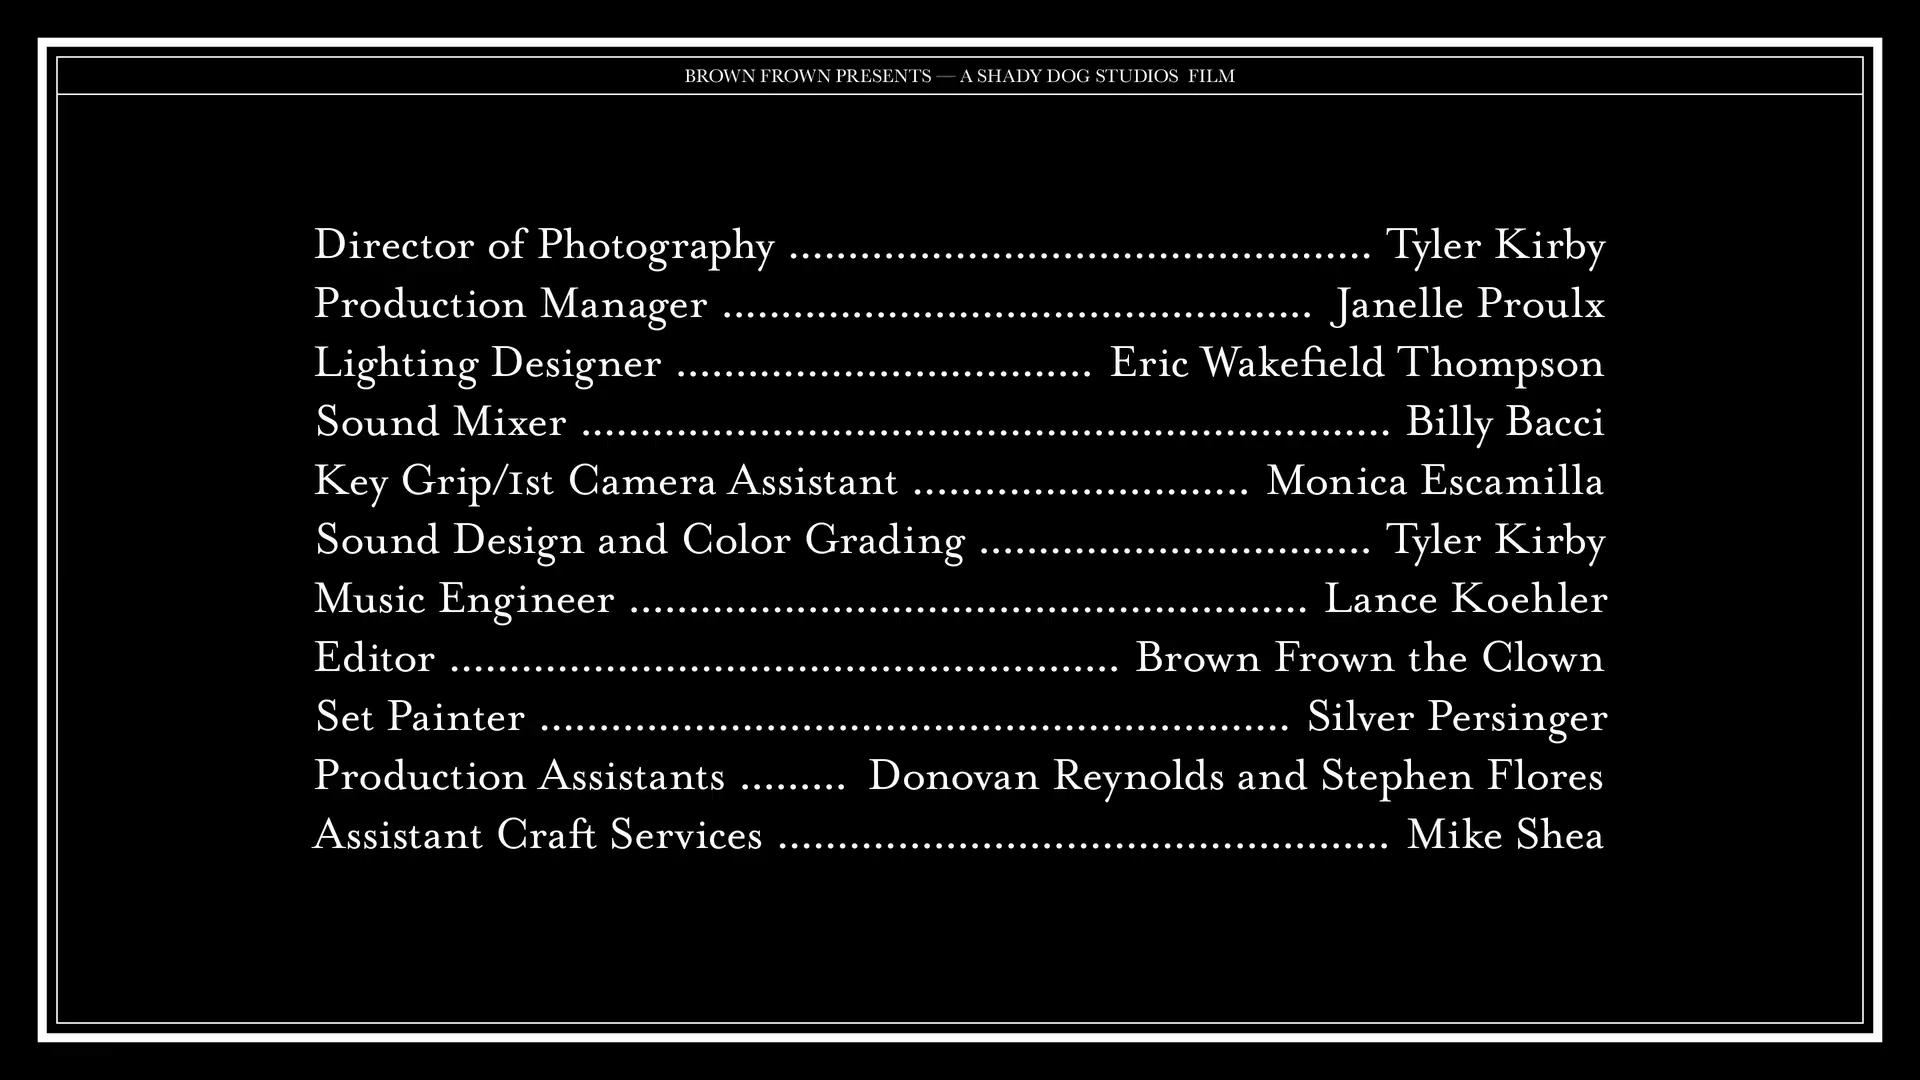 BROWN FROWN PRESENTS — A SHADY DOG STUDIOS FILM
Director of Photography ................................................. Tyler Kirby
Production Manager .................................................. Janelle Proulx
Lighting Designer ................................... Eric Wakefield Thompson
Sound Mixer .................................................................... Billy Bacci
Key Grip/1st Camera Assistant ............................ Monica Escamilla
Sound Design and Color Grading ................................. Tyler Kirby
Music Engineer ......................................................... Lance Koehler
Editor ........................................................ Brown Frown the Clown
Set Painter ............................................................... Silver Persinger
Production Assistants ......... Donovan Reynolds and Stephen Flores
Assistant Craft Services .................................................... Mike Shea